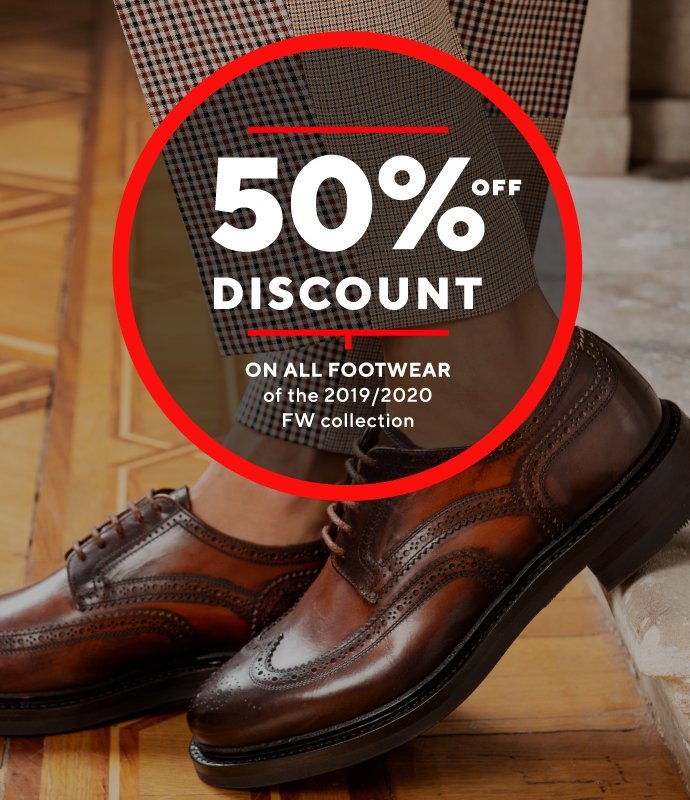 50% OFF
DISCOUNT
ON ALL FOOTWEAR
of the 2019/2020
FW collection